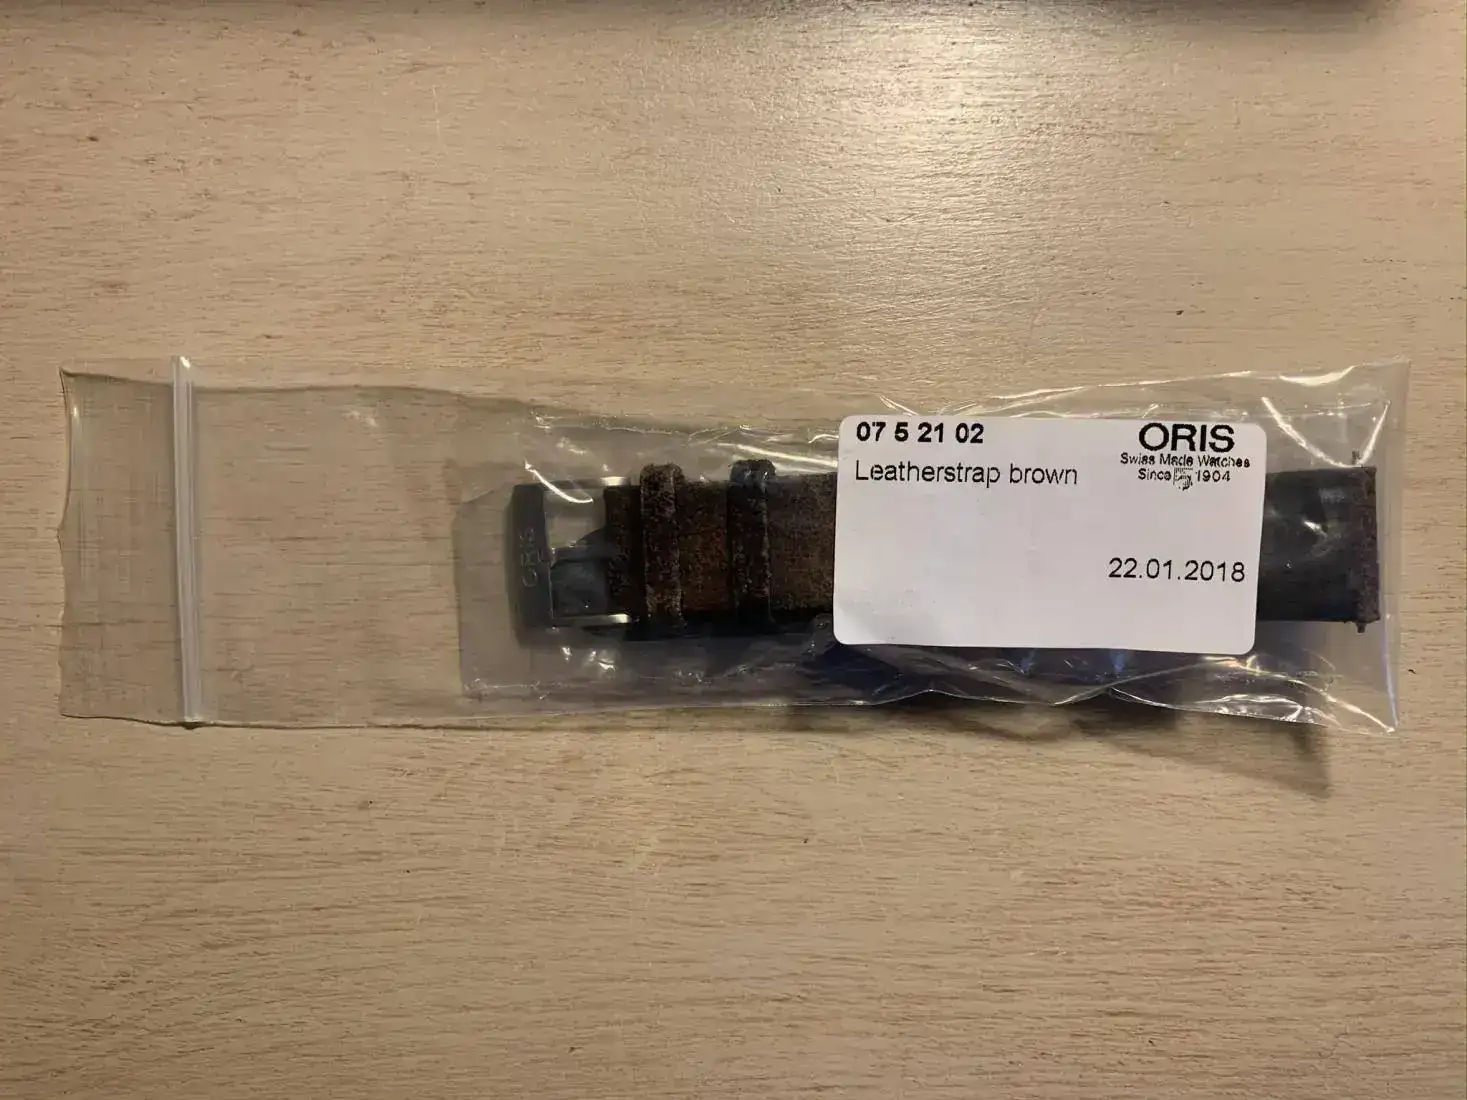 07 5 21 02
ORIS
Swiss Made Watches
Since 1904
Leatherstrap brown
22.01.2018
ORIS